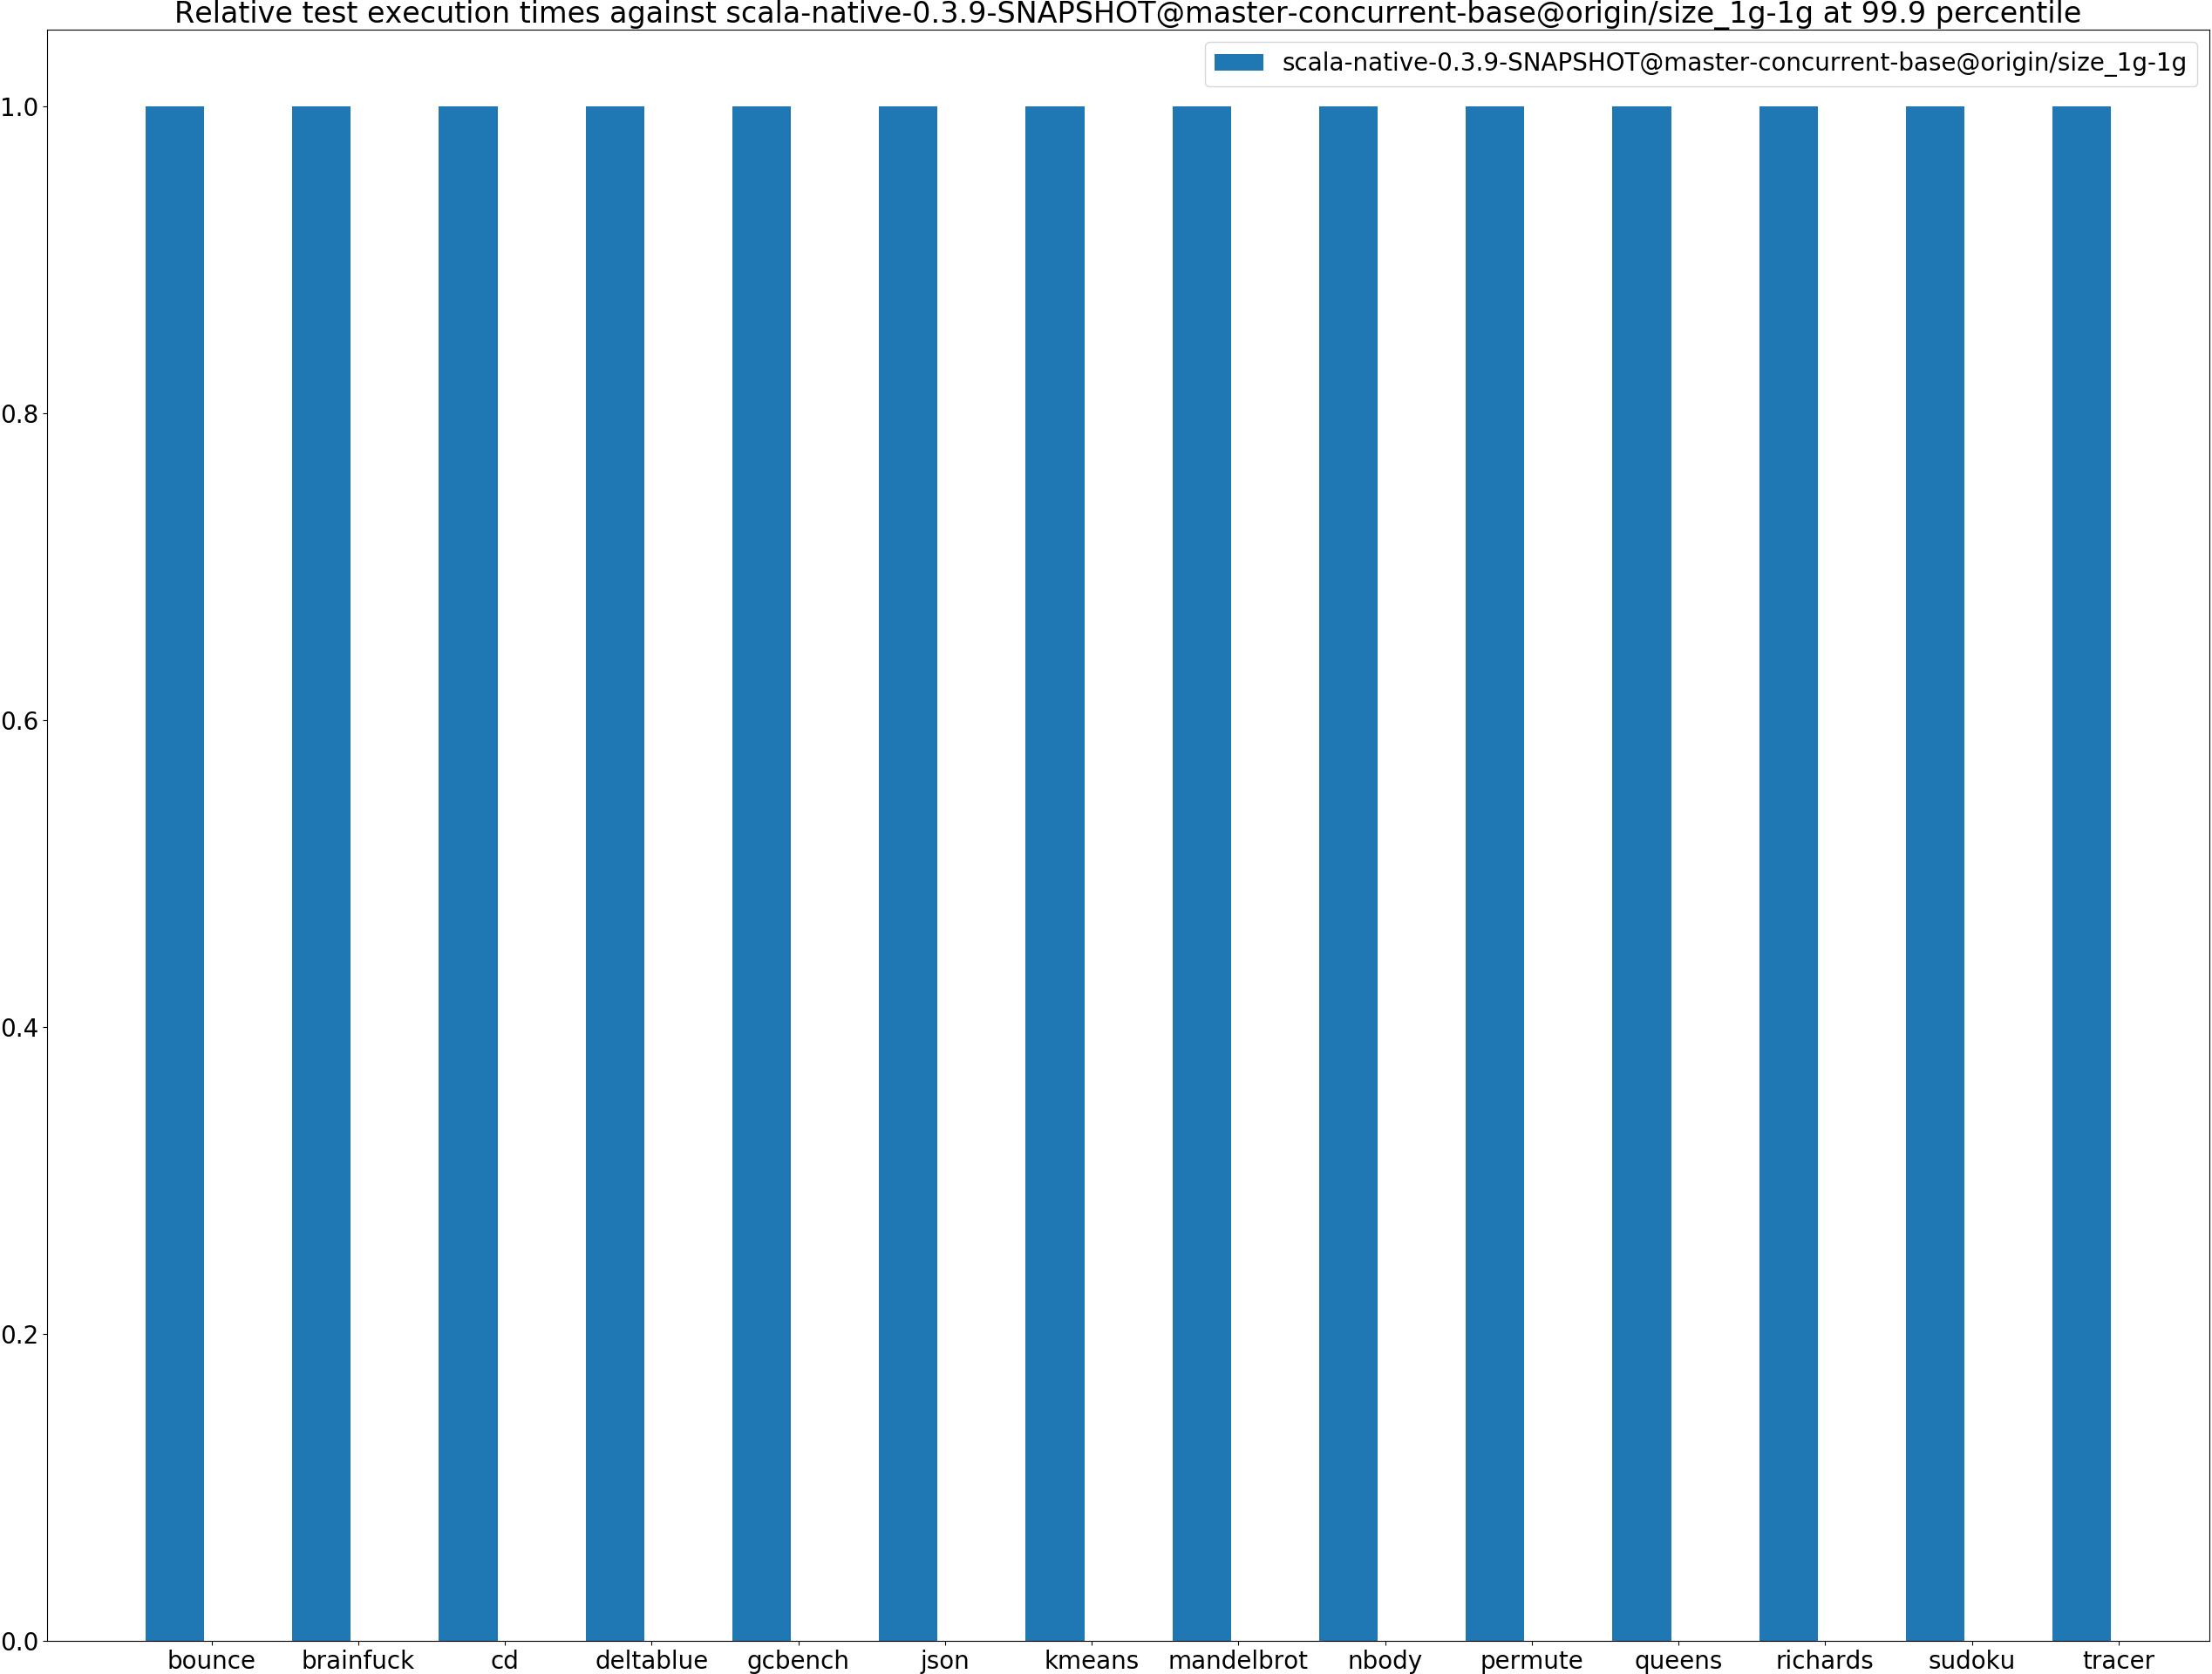 Relative test execution times against scala-native-0.3.9-SNAPSHOT@master-concurrent-base@origin/size_1g-1g at 99.9 percentile
scala-native-0.3.9-SNAPSHOT@master-concurrent-base@origin/size_1g-1g
1.0
0.8
0.6
0.4
0.2
0.0
bounce brainfuck cd deltablue gcbench json kmeans mandelbrot nbody permute queens richards sudoku tracer